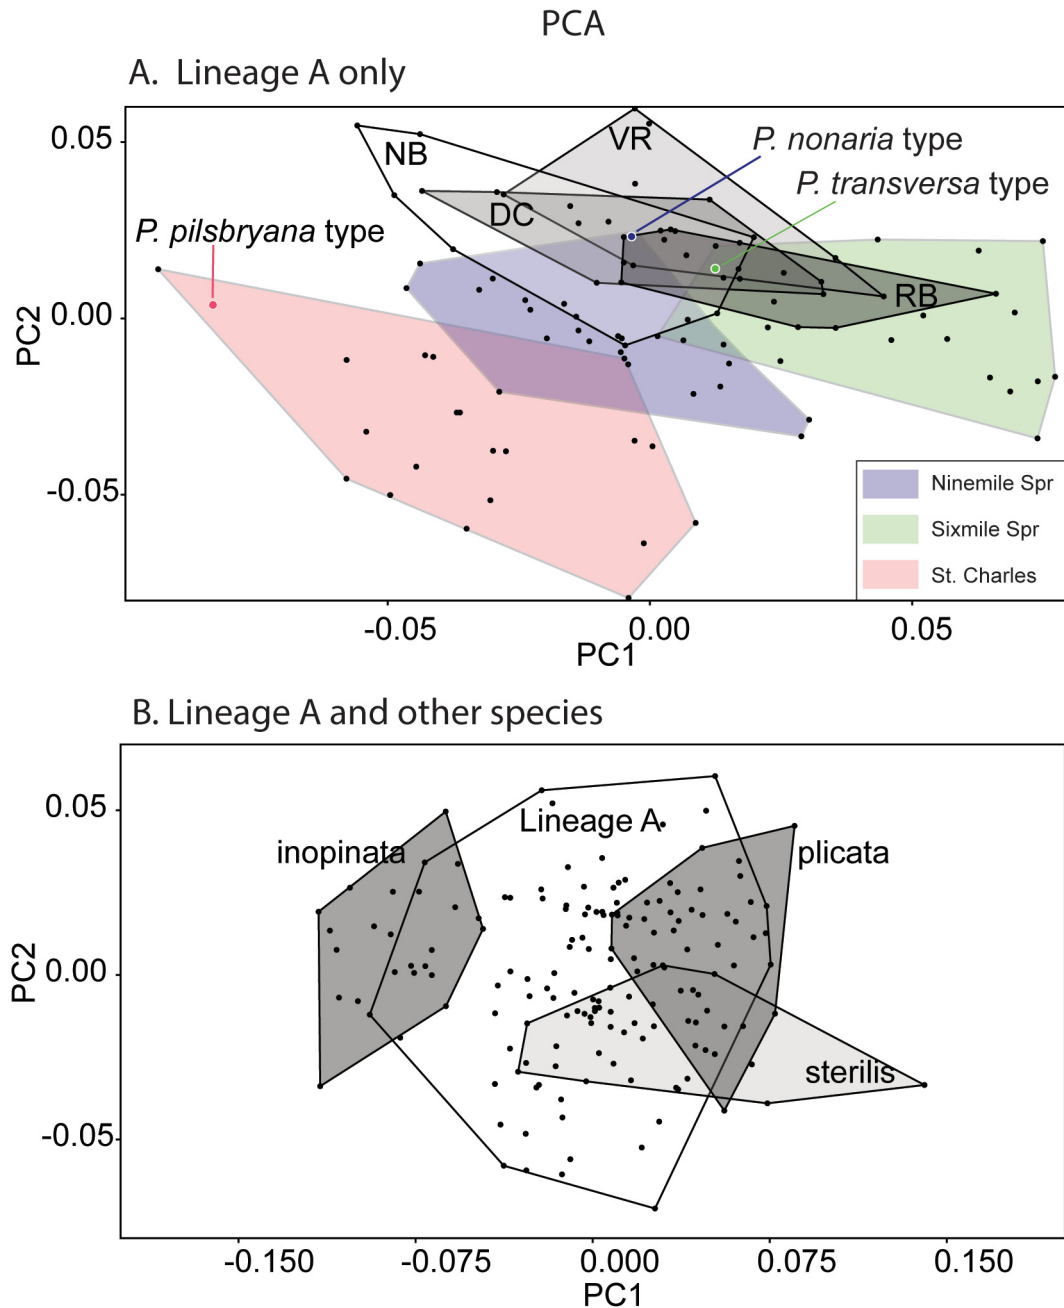 PCA
A. Lineage A only
0.05
NB
VR
P. nonaria type
P. transversa type
DC
P. pilsbryana type
0.00
RB
PC2
-0.05
Ninemile Spr
Sixmile Spr
St. Charles
-0.05
0.00
0.05
PC1
B. Lineage A and other species
0.05
Lineage A
inopinata
plicata
0.00
PC2
sterilis
-0.05
-0.150
-0.075
0.000
0.075
0.150
PC1